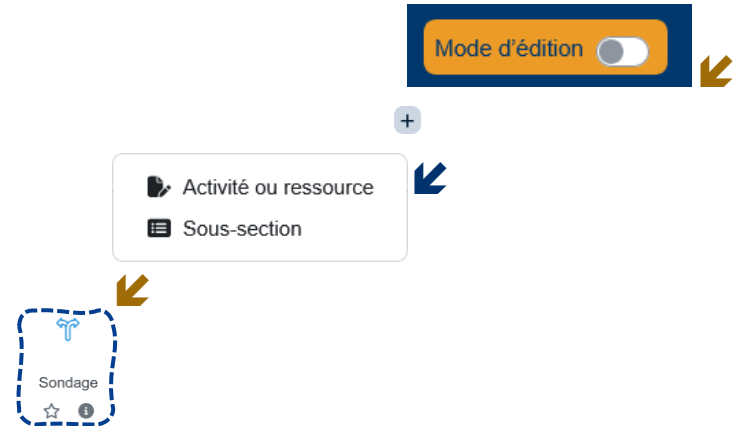 Mode d’édition
+
Activité ou ressource
Sous-section
Sondage